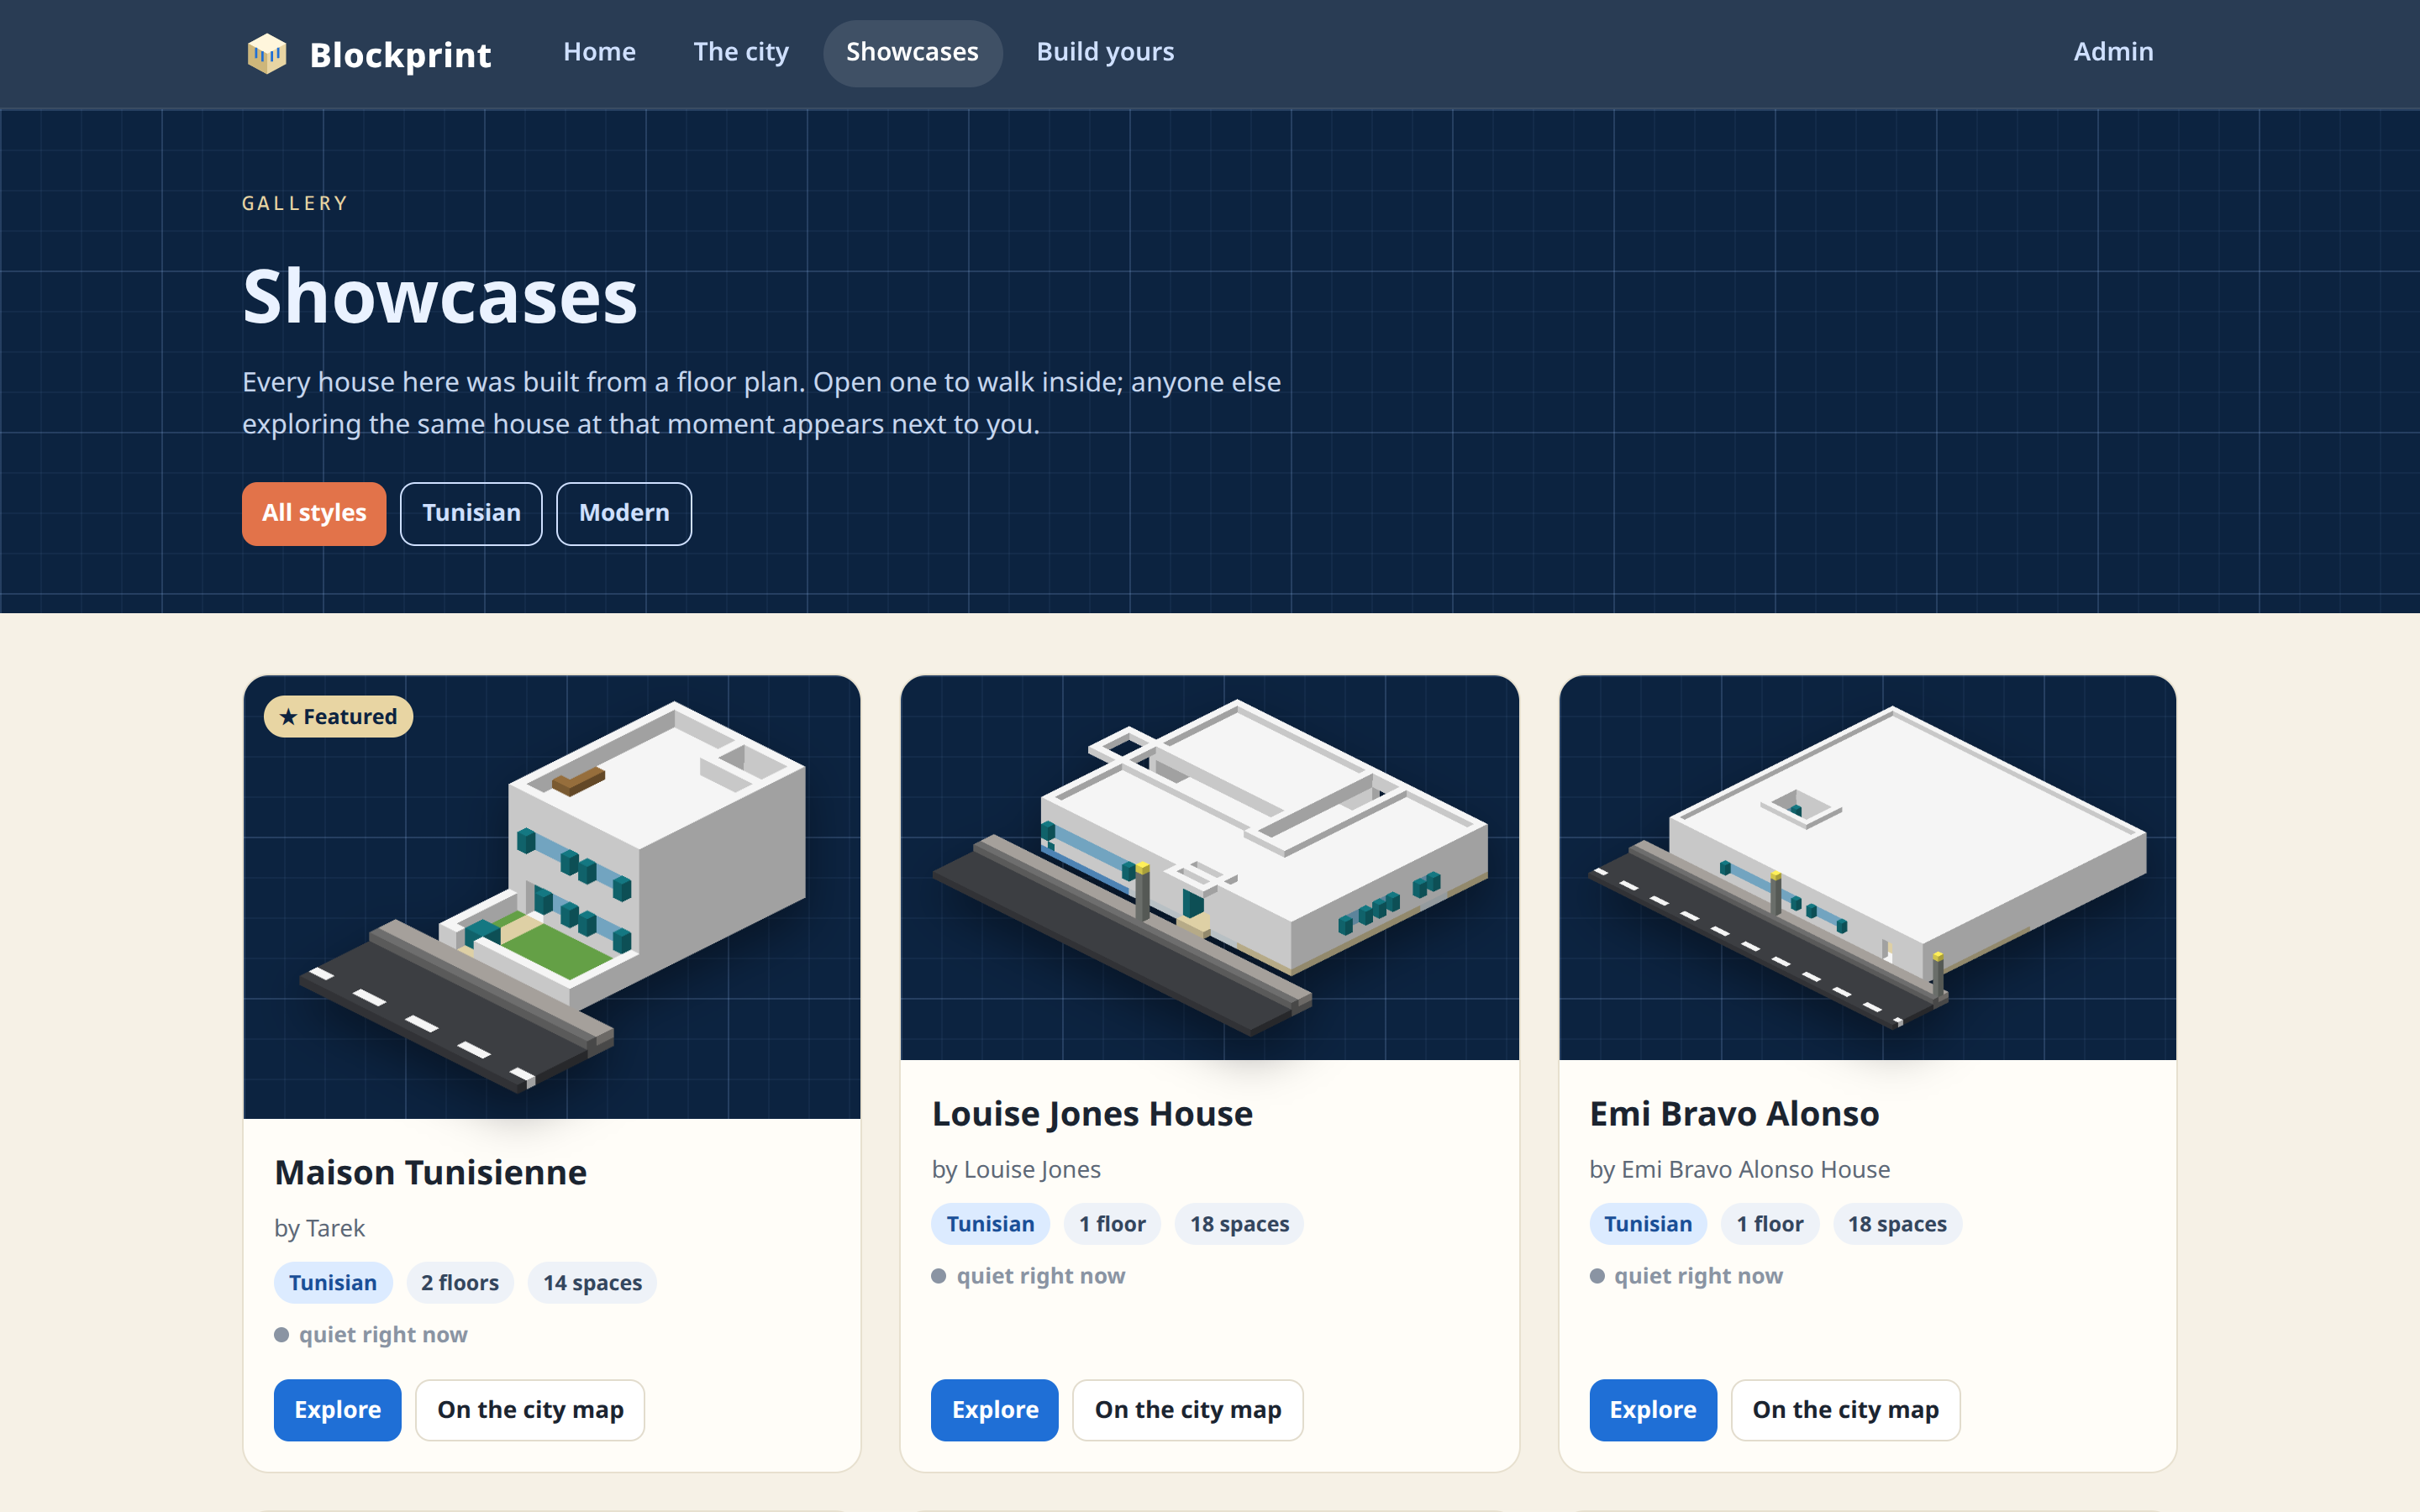 Blockprint
Home
The city
Showcases
Build yours
Admin
GALLERY
Showcases
Every house here was built from a floor plan. Open one to walk inside; anyone else
exploring the same house at that moment appears next to you.
All styles
Tunisian
Modern
★ Featured
Maison Tunisienne
by Tarek
Tunisian
2 floors
14 spaces
quiet right now
Explore
On the city map
Louise Jones House
by Louise Jones
Tunisian
1 floor
18 spaces
quiet right now
Explore
On the city map
Emi Bravo Alonso
by Emi Bravo Alonso House
Tunisian
1 floor
18 spaces
quiet right now
Explore
On the city map